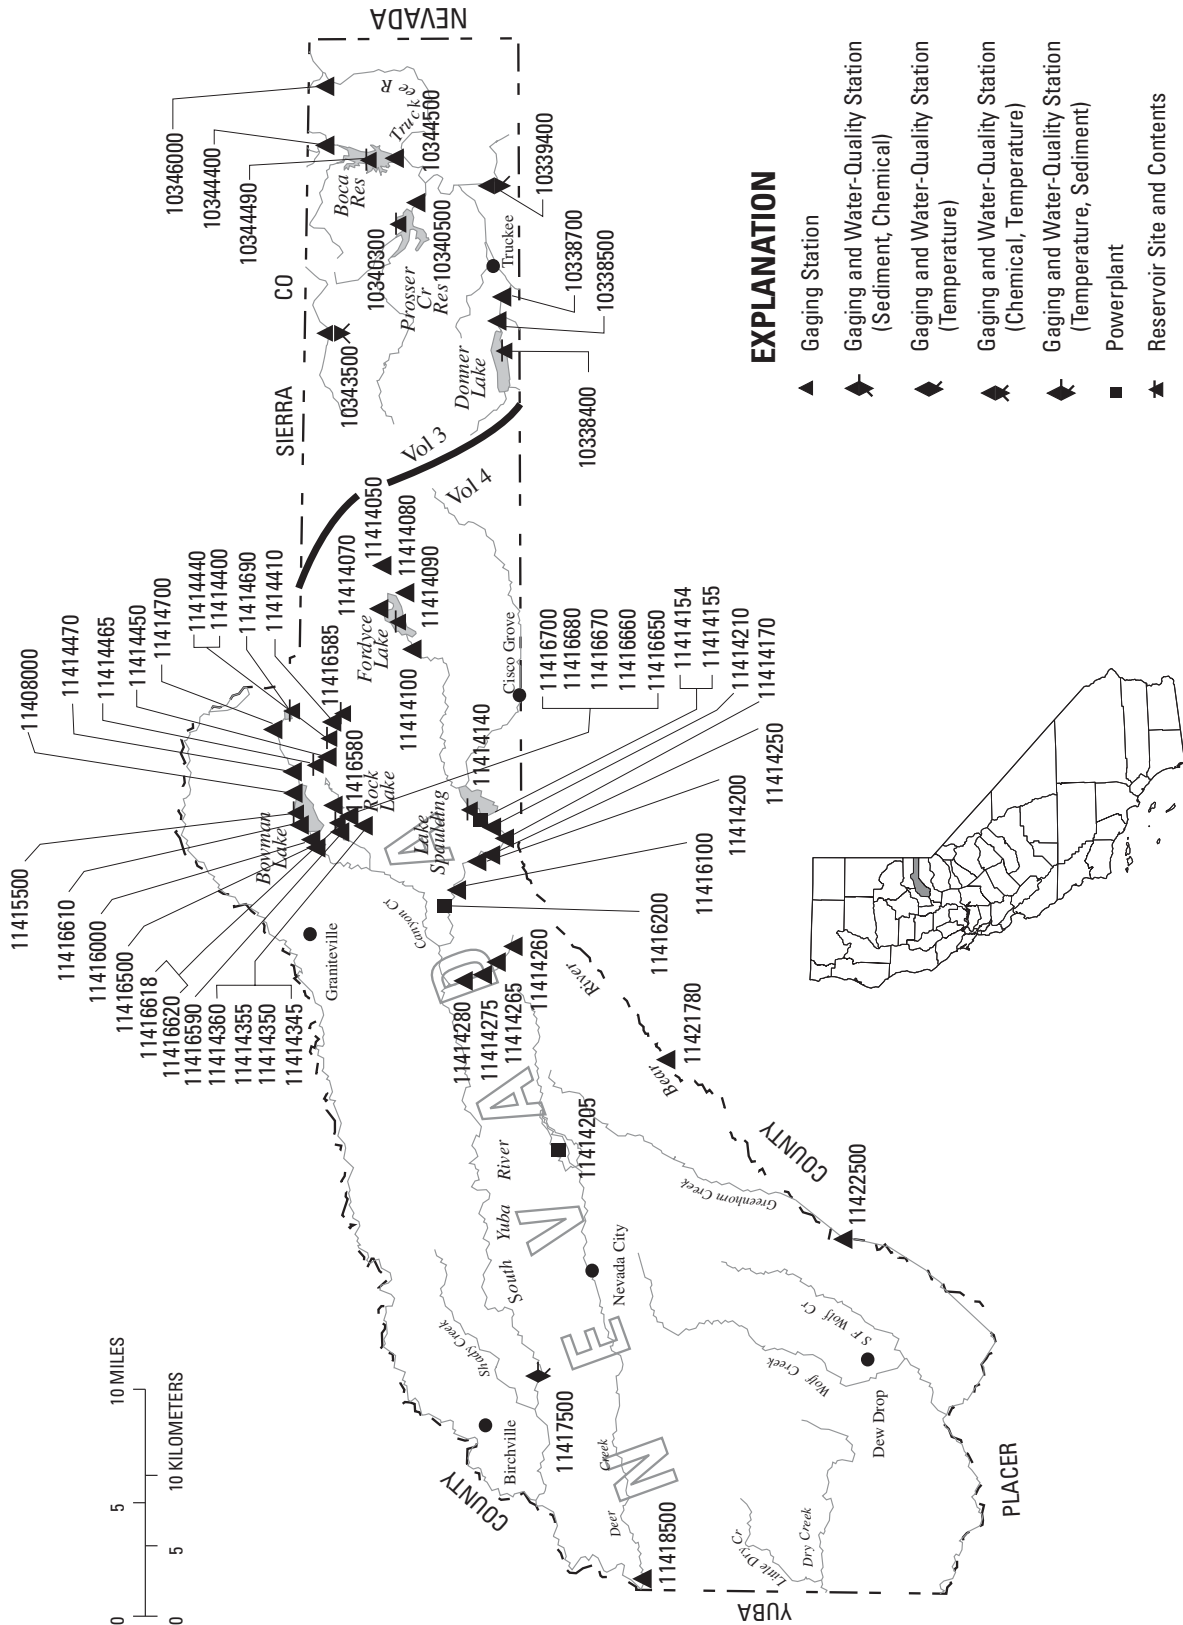 NEVADA
10346000
10344400
10344490
Boca
Res
Truckee R
10344500
10339400
10340300
10340500
Prosser
Cr
Res
Truckee
10338700
10338500
Donner
Lake
10338400
CO
SIERRA
10343500
Vol 3
Vol 4
11408000
11414470
11414465
11414450
11414700
11414440
11414400
11414690
11414410
11416585
11416580
11414070
11414050
11414080
11414090
Fordyce
Lake
11414100
Cisco Grove
11416700
11416680
11416670
11416660
11416650
11414154
11414155
11414210
11414170
11414250
11414200
11416100
11416200
11414140
Lake
Spaulding
Rock
Lake
Bowman
Lake
11415500
11416610
11416000
11416500
11416618
11416620
11416590
11414360
11414355
11414350
11414345
Graniteville
Canyon Cr
11414280
11414275
11414265
11414260
River
Bear
11421780
11414205
NEVADA
South Yuba River
Nevada City
Greenhorn Creek
COUNTY
11422500
Shady Creek
Birchville
COUNTY
11417500
Deer Creek
11418500
Wolf Creek
S F Wolf Cr
Dew Drop
Little Dry Cr
Dry Creek
PLACER
YUBA
0 5 10 MILES
0 5 10 KILOMETERS
EXPLANATION
Gaging Station
Gaging and Water-Quality Station
(Sediment, Chemical)
Gaging and Water-Quality Station
(Temperature)
Gaging and Water-Quality Station
(Chemical, Temperature)
Gaging and Water-Quality Station
(Temperature, Sediment)
Powerplant
Reservoir Site and Contents